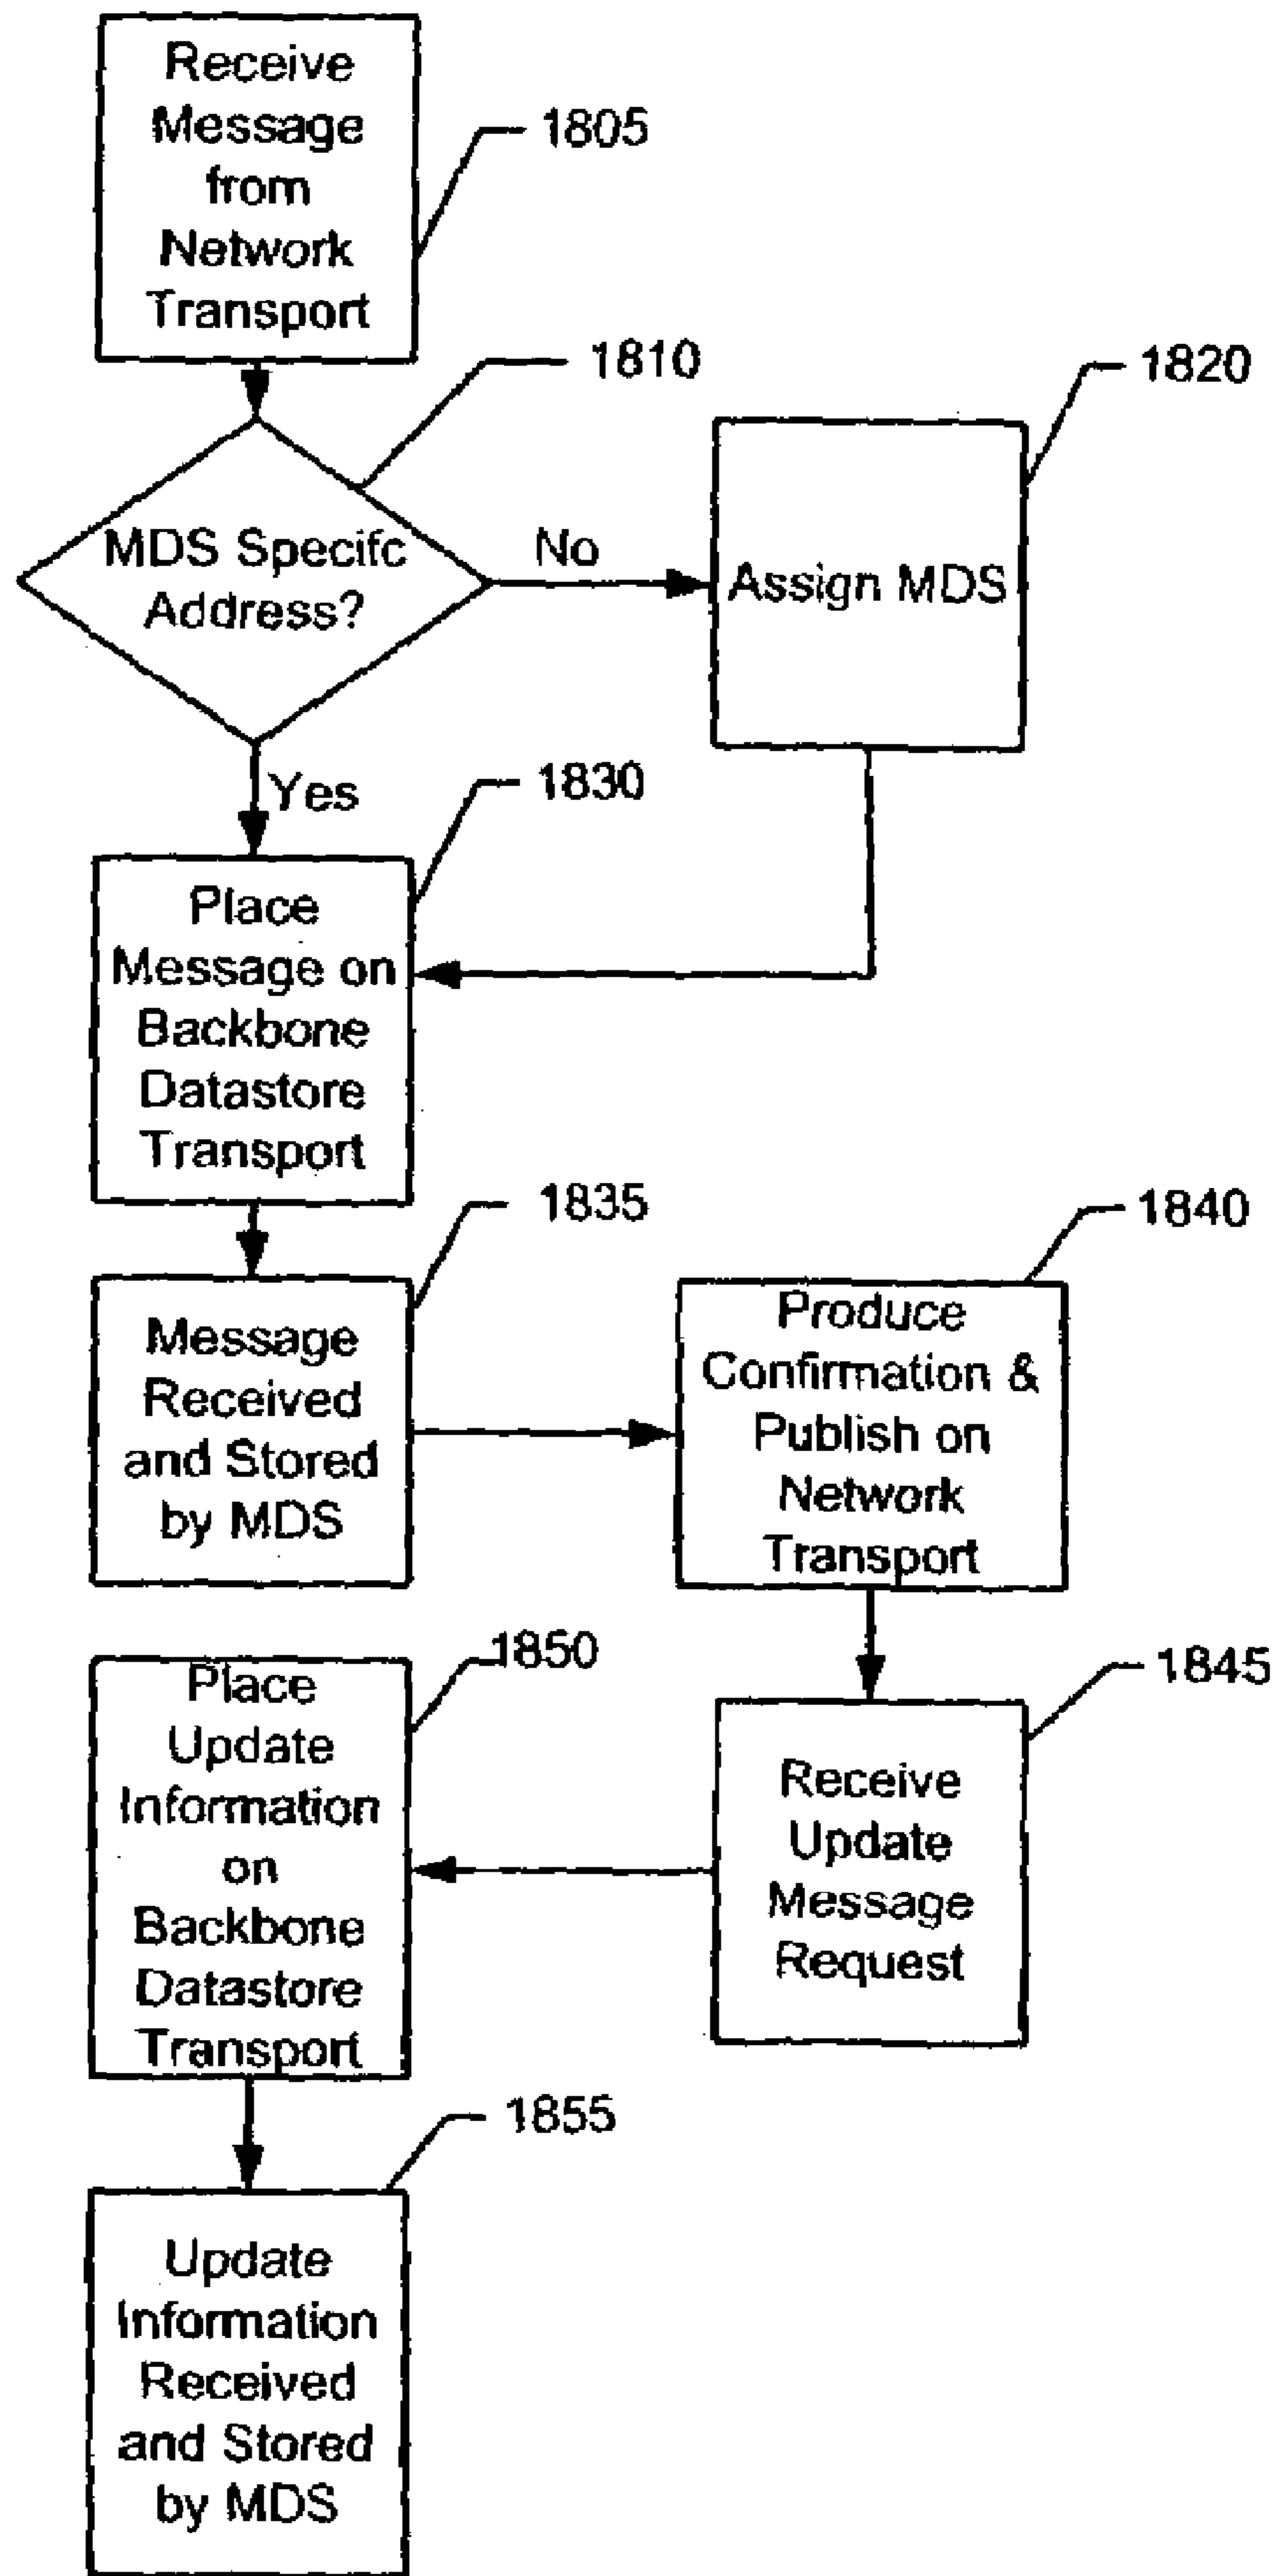 Receive
Message
from
Network
Transport
1805
1810
MDS Specifc
Address?
No
1820
Assign MDS
Yes
1830
Place
Message on
Backbone
Datastore
Transport
1835
Message
Received
and Stored
by MDS
1840
Produce
Confirmation &
Publish on
Network
Transport
1845
Receive
Update
Message
Request
1850
Place
Update
Information
on
Backbone
Datastore
Transport
1855
Update
Information
Received
and Stored
by MDS